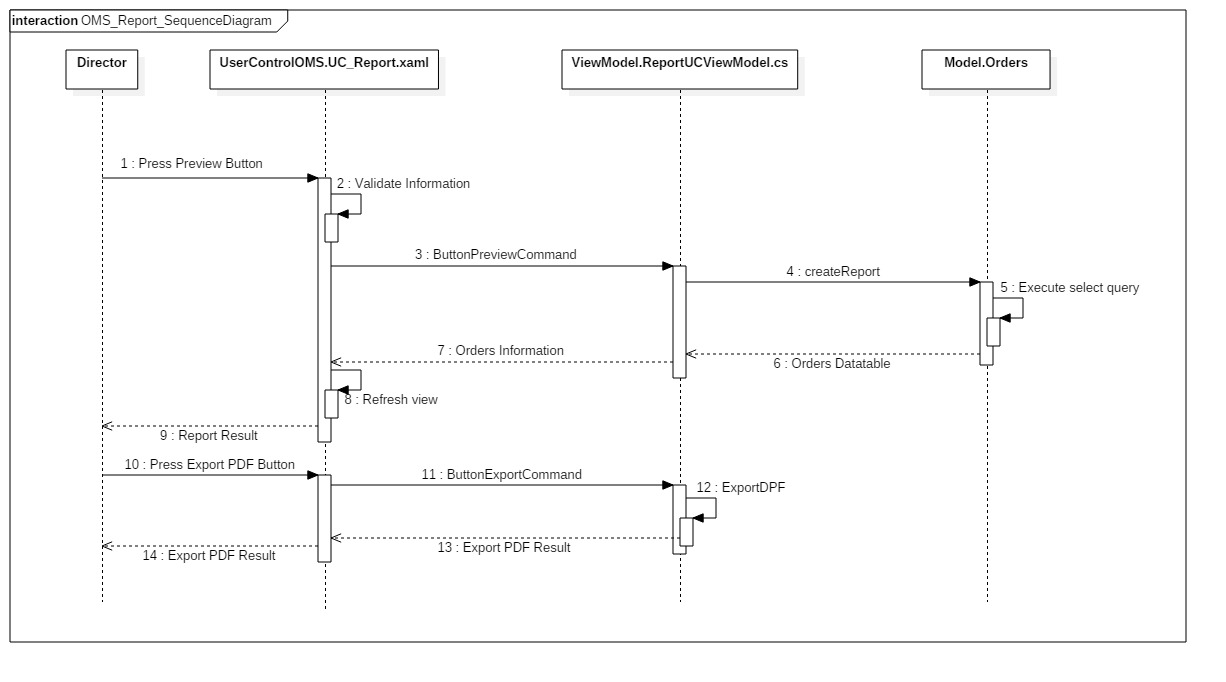 interaction OMS_Report_SequenceDiagram
Director
UserControlOMS.UC_Report.xaml
ViewModel.ReportUCViewModel.cs
Model.Orders
1 : Press Preview Button
2 : Validate Information
3 : ButtonPreviewCommand
4 : createReport
5 : Execute select query
6 : Orders Datatable
7 : Orders Information
8 : Refresh view
9 : Report Result
10 : Press Export PDF Button
11 : ButtonExportCommand
12 : ExportDPF
13 : Export PDF Result
14 : Export PDF Result